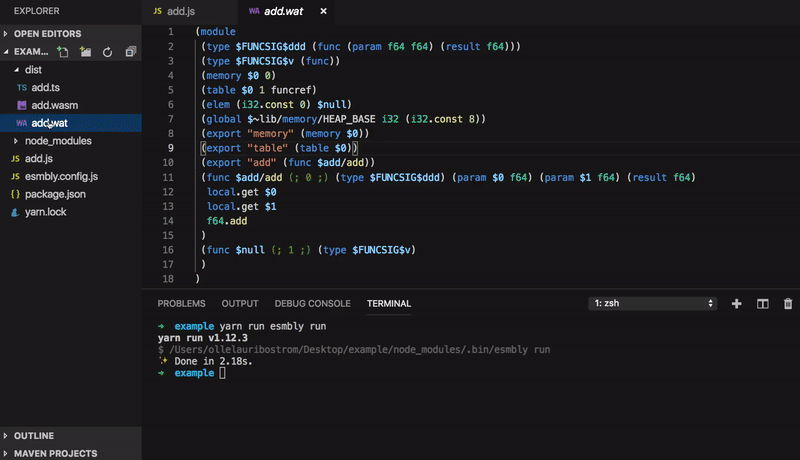 EXPLORER
OPEN EDITORS
EXAM...
dist
TS add.ts
add.wasm
WA add.wat
node_modules
JS add.js
JS esmbly.config.js
{ } package.json
yarn.lock
OUTLINE
MAVEN PROJECTS
JS add.js WA add.wat ×
1 (module
2 (type $FUNCSIG$ddd (func (param f64 f64) (result f64)))
3 (type $FUNCSIG$v (func))
4 (memory $0 0)
5 (table $0 1 funcref)
6 (elem (i32.const 0) $null)
7 (global $~lib/memory/HEAP_BASE i32 (i32.const 8))
8 (export "memory" (memory $0))
9 (export "table" (table $0))
10 (export "add" (func $add/add))
11 (func $add/add (; 0 ;) (type $FUNCSIG$ddd) (param $0 f64) (param $1 f64) (result f64)
12 local.get $0
13 local.get $1
14 f64.add
15 )
16 (func $null (; 1 ;) (type $FUNCSIG$v)
17 )
18 )
PROBLEMS OUTPUT DEBUG CONSOLE TERMINAL 1: zsh
→ example yarn run esmbly run
yarn run v1.12.3
$ /Users/ollelauribostrom/Desktop/example/node_modules/.bin/esmbly run
✨ Done in 2.18s.
→ example